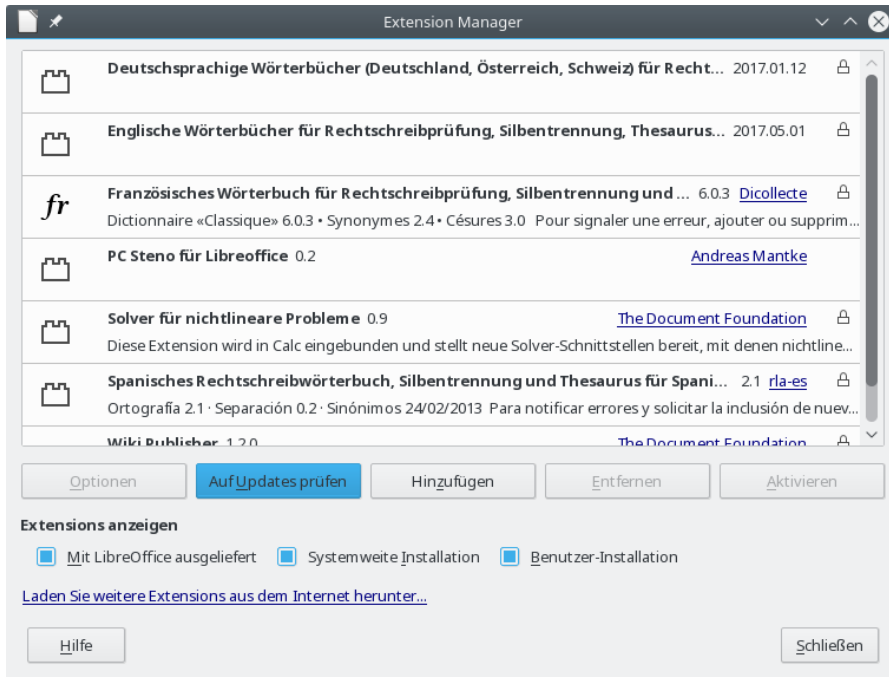 Extension Manager
Deutschsprachige Wörterbücher (Deutschland, Österreich, Schweiz) für Recht... 2017.01.12
Englische Wörterbücher für Rechtschreibprüfung, Silbentrennung, Thesaurus... 2017.05.01
fr
Französisches Wörterbuch für Rechtschreibprüfung, Silbentrennung und ... 6.0.3 Dicollecte
Dictionnaire «Classique» 6.0.3 • Synonymes 2.4 • Césures 3.0 Pour signaler une erreur, ajouter ou supprim...
PC Steno für Libreoffice 0.2 Andreas Mantke
Solver für nichtlineare Probleme 0.9 The Document Foundation
Diese Extension wird in Calc eingebunden und stellt neue Solver-Schnittstellen bereit, mit denen nichtline...
Spanisches Rechtschreibwörterbuch, Silbentrennung und Thesaurus für Spani... 2.1 rla-es
Ortografía 2.1 · Separación 0.2 · Sinónimos 24/02/2013 Para notificar errores y solicitar la inclusión de nuev...
Wiki Publisher 1.2.0 The Document Foundation
Optionen Auf Updates prüfen Hinzufügen Entfernen Aktivieren
Extensions anzeigen
Mit LibreOffice ausgeliefert Systemweite Installation Benutzer-Installation
Laden Sie weitere Extensions aus dem Internet herunter...
Hilfe Schließen